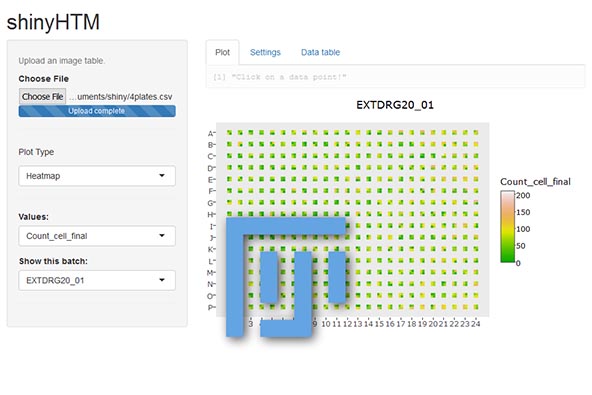 shinyHTM
Upload an image table.
Choose File
Choose File ...uments/shiny/4plates.csv
Upload complete
Plot Type
Heatmap
Values:
Count_cell_final
Show this batch:
EXTDRG20_01
Plot Settings Data table
[1] "Click on a data point!"
EXTDRG20_01
A
B
C
D
E
F
G
H
I
J
K
L
M
N
O
P
3 4 9 10 11 12 13 14 15 16 17 18 19 20 21 22 23 24
Count_cell_final
200
150
100
50